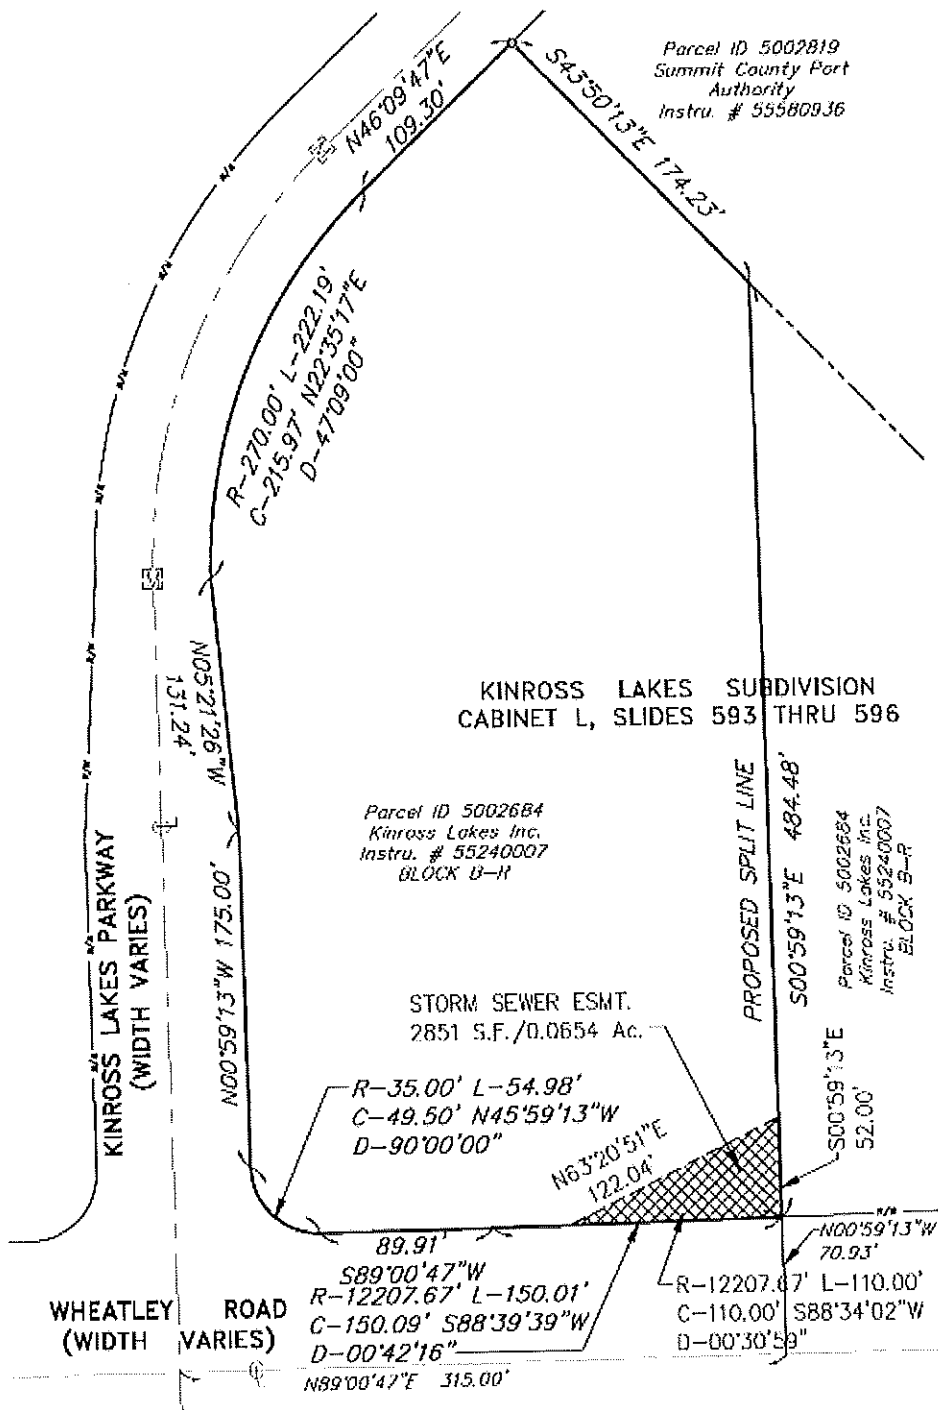 Parcel ID 5002819
Summit County Port
Authority
Instru. # 55580936
N46°09'47"E
109.30'
S43°50'13"E 174.23'
R-270.00' L-222.19'
C-215.97' N22°35'17"E
D-47°09'00"
N05°21'26"W
131.24'
KINROSS LAKES SUBDIVISION
CABINET L, SLIDES 593 THRU 596
Parcel ID 5002684
Kinross Lakes Inc.
Instru. # 55240007
BLOCK B-R
PROPOSED SPLIT LINE
S00°59'13"E 484.48'
Parcel ID 5002684
Kinross Lakes Inc.
Instru. # 55240007
BLOCK B-R
KINROSS LAKES PARKWAY
(WIDTH VARIES)
N00°59'13"W 175.00'
STORM SEWER ESMT.
2851 S.F./0.0654 Ac.
R-35.00' L-54.98'
C-49.50' N45°59'13"W
D-90°00'00"
N63°20'51"E
122.04'
S00°59'13"E
52.00'
N00°59'13"W
70.93'
89.91'
S89°00'47"W
R-12207.67' L-150.01'
C-150.09' S88°39'39"W
D-00°42'16"
R-12207.67' L-110.00'
C-110.00' S88°34'02"W
D-00°30'59"
WHEATLEY ROAD
(WIDTH VARIES)
N89°00'47"E 315.00'